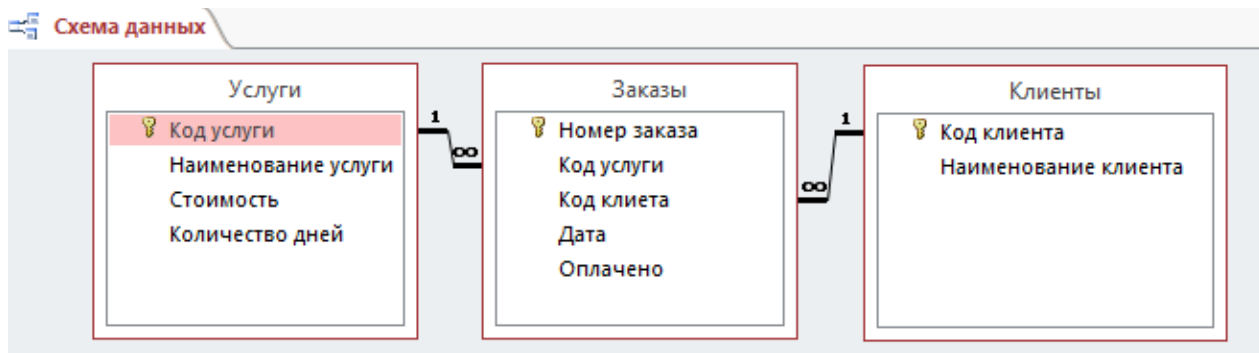 Схема данных
Услуги
Код услуги
Наименование услуги
Стоимость
Количество дней
1
∞
Заказы
Номер заказа
Код услуги
Код клиета
Дата
Оплачено
1
∞
Клиенты
Код клиента
Наименование клиента